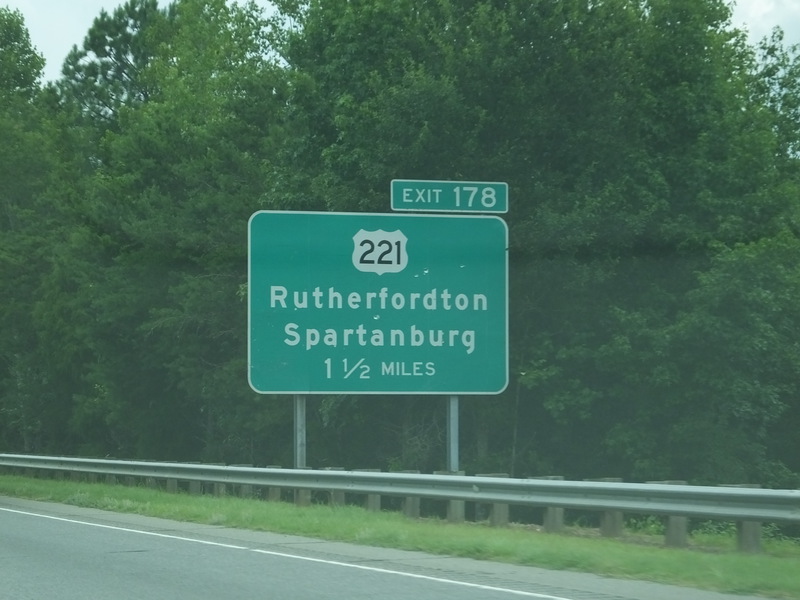 EXIT 178
221
Rutherfordton
Spartanburg
1 1/2 MILES